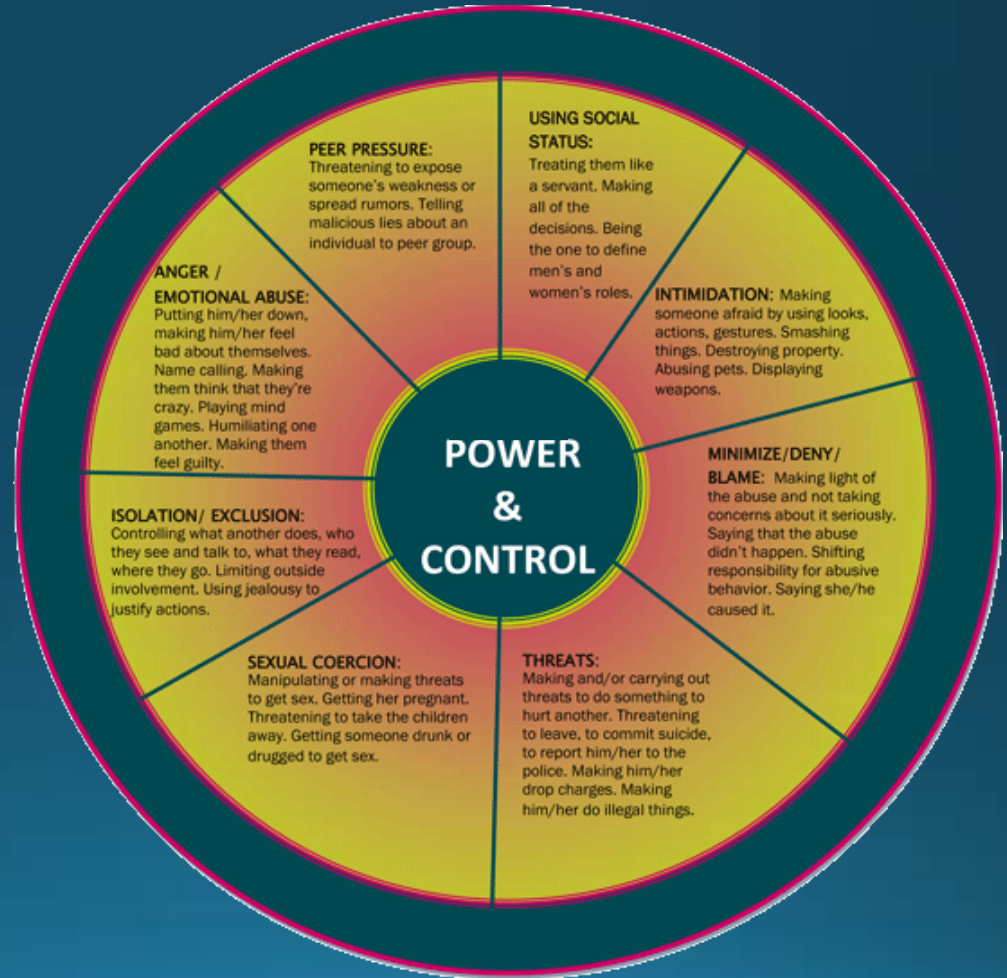 PEER PRESSURE:
Threatening to expose
someone's weakness or
spread rumors. Telling
malicious lies about an
individual to peer group.
USING SOCIAL
STATUS:
Treating them like
a servant. Making
all of the
decisions. Being
the one to define
men's and
women's roles.
INTIMIDATION: Making
someone afraid by using looks,
actions, gestures. Smashing
things. Destroying property.
Abusing pets. Displaying
weapons.
MINIMIZE/DENY/
BLAME: Making light of
the abuse and not taking
concerns about it seriously.
Saying that the abuse
didn't happen. Shifting
responsibility for abusive
behavior. Saying she/he
caused it.
THREATS:
Making and/or carrying out
threats to do something to
hurt another. Threatening
to leave, to commit suicide,
to report him/her to the
police. Making him/her
drop charges. Making
him/her do illegal things.
SEXUAL COERCION:
Manipulating or making threats
to get sex. Getting her pregnant.
Threatening to take the children
away. Getting someone drunk or
drugged to get sex.
ISOLATION/ EXCLUSION:
Controlling what another does, who
they see and talk to, what they read,
where they go. Limiting outside
involvement. Using jealousy to
justify actions.
ANGER /
EMOTIONAL ABUSE:
Putting him/her down,
making him/her feel
bad about themselves.
Name calling. Making
them think that they're
crazy. Playing mind
games. Humiliating one
another. Making them
feel guilty.
POWER
&
CONTROL